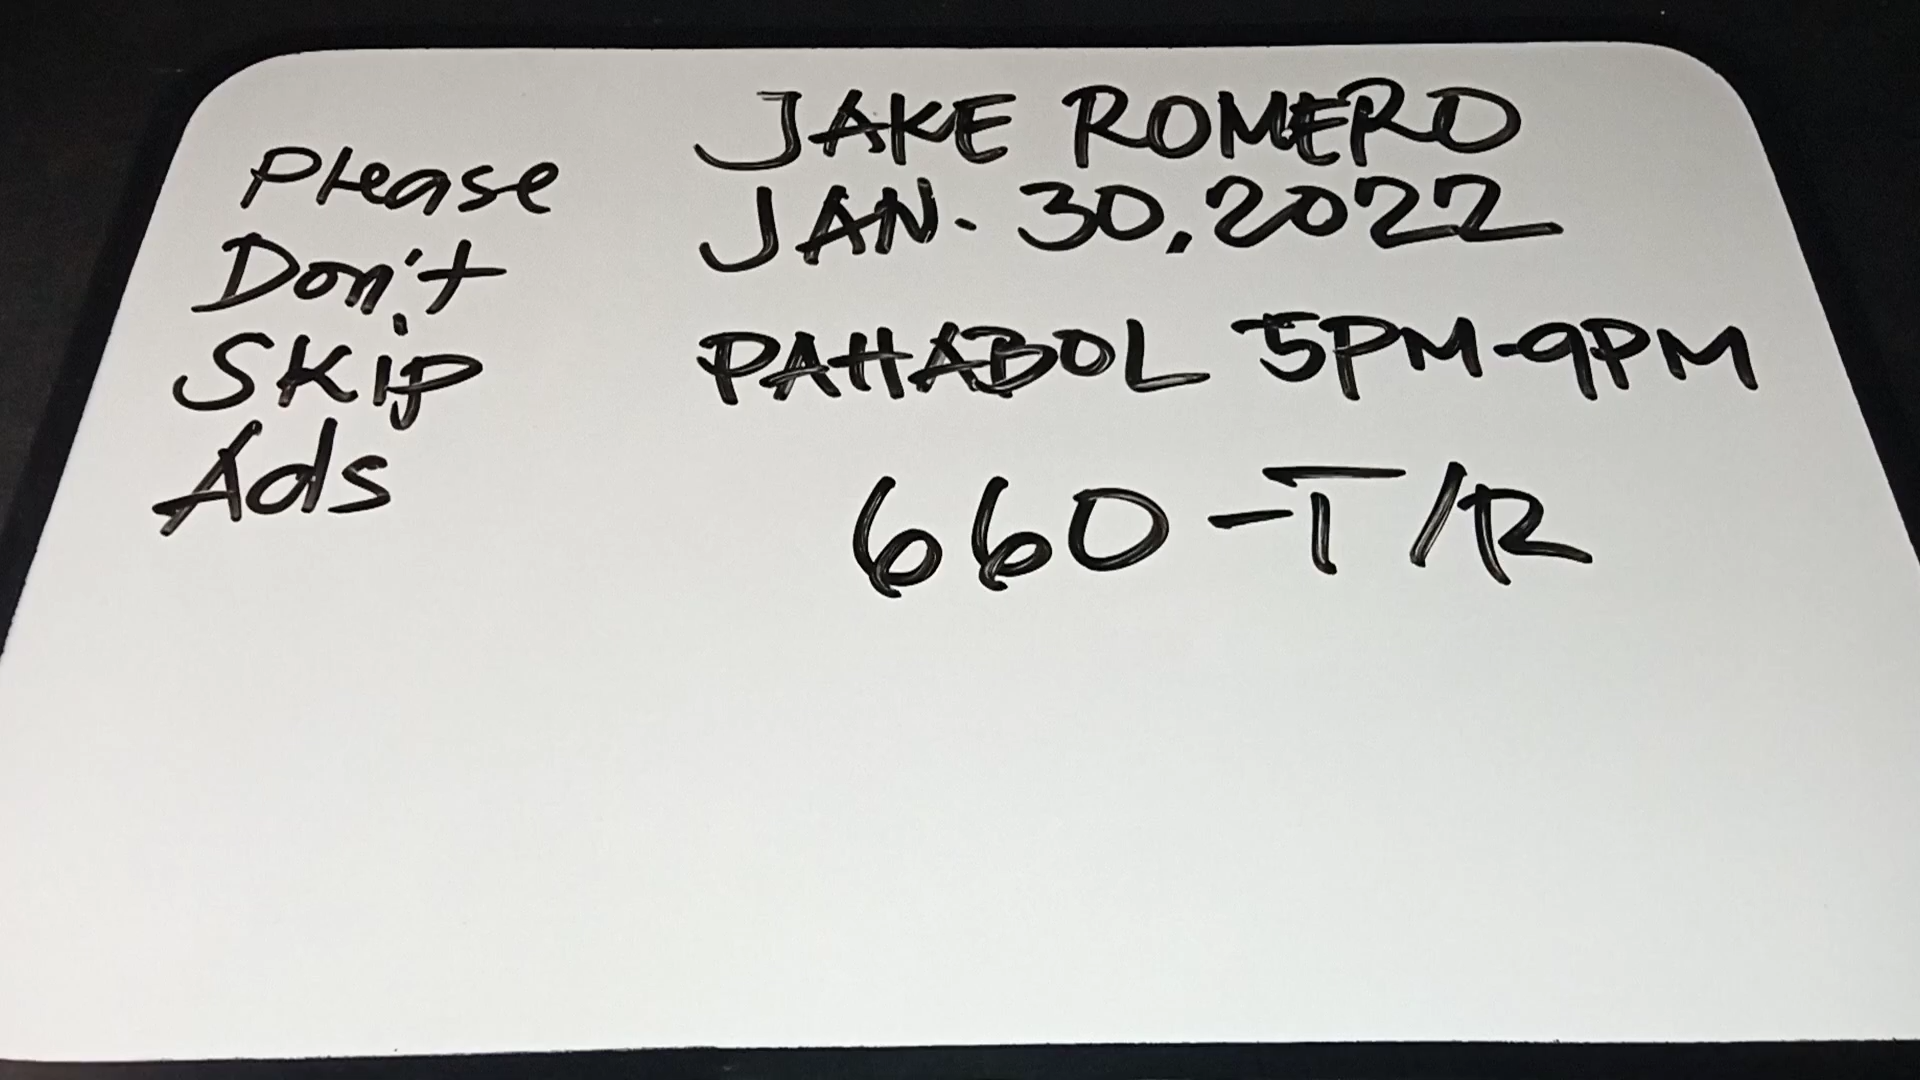 Please
Don't
Skip
Ads
JAKE ROMERO
JAN. 30, 2022
PAHABOL 5PM-9PM
660-T/R